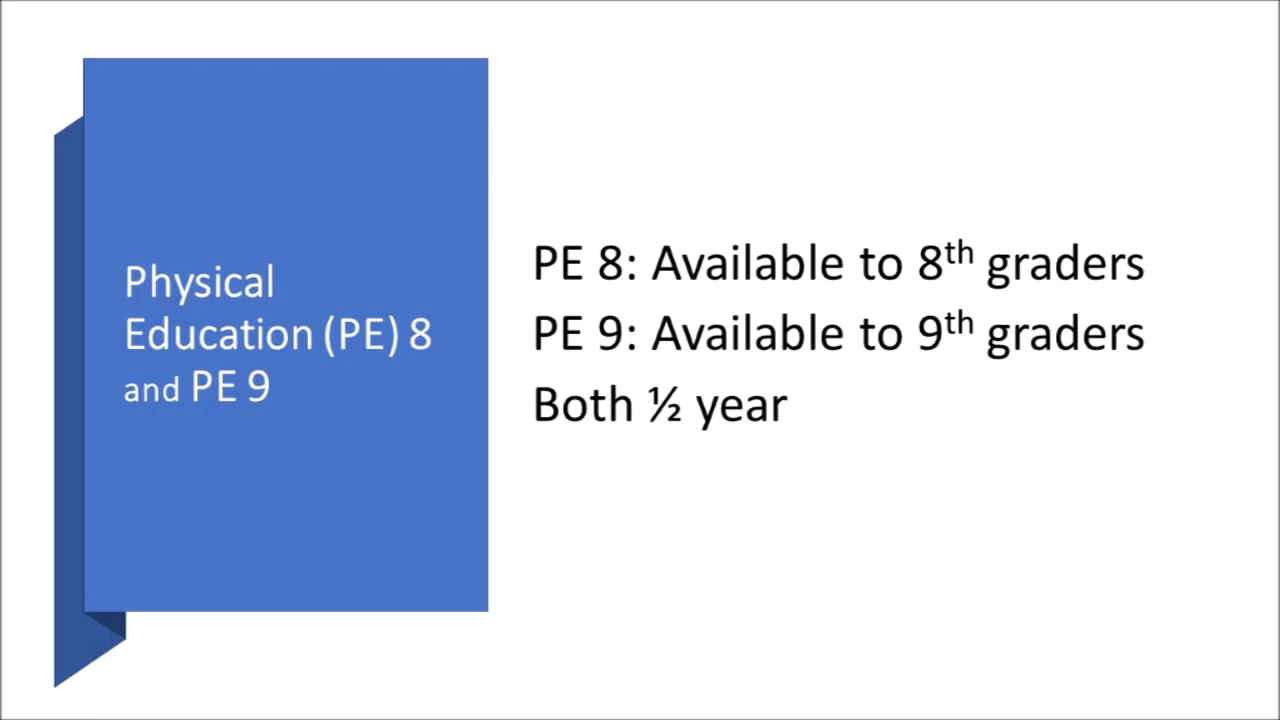 Physical
Education (PE) 8
and PE 9
PE 8: Available to 8th graders
PE 9: Available to 9th graders
Both ½ year